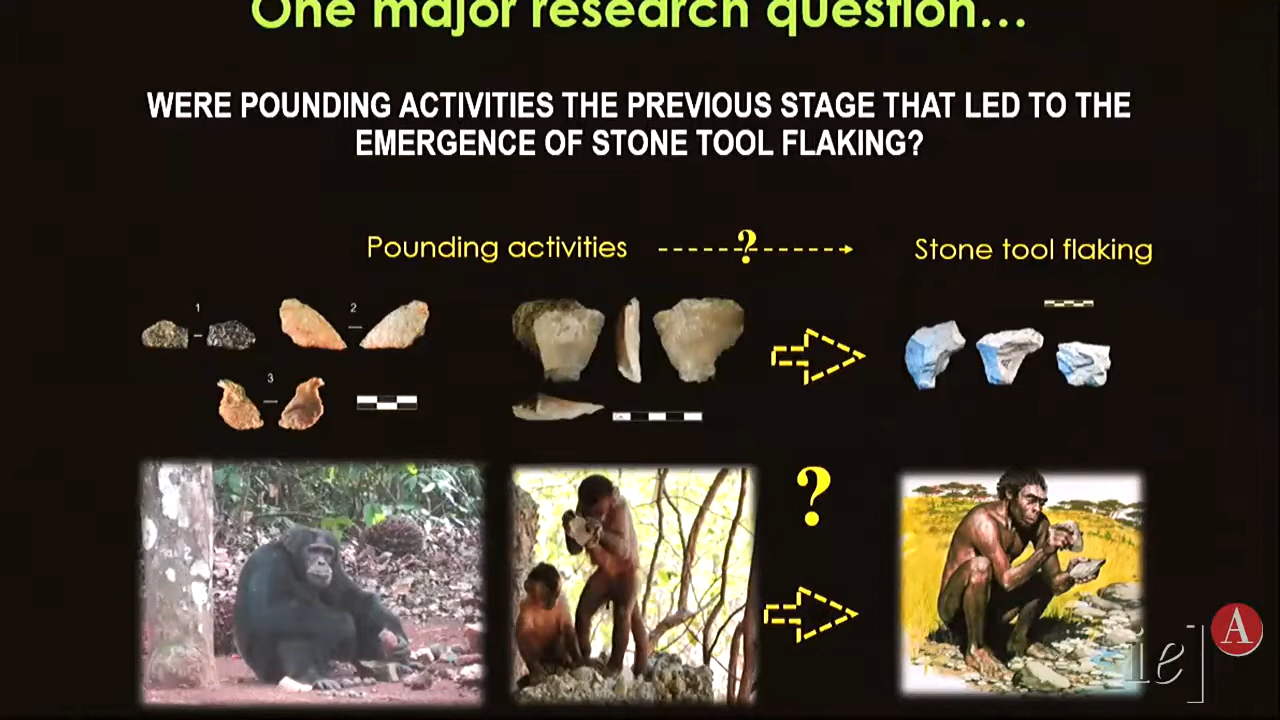 One major research question...
WERE POUNDING ACTIVITIES THE PREVIOUS STAGE THAT LED TO THE
EMERGENCE OF STONE TOOL FLAKING?
Pounding activities ? Stone tool flaking
1
2
3
?
ie] A